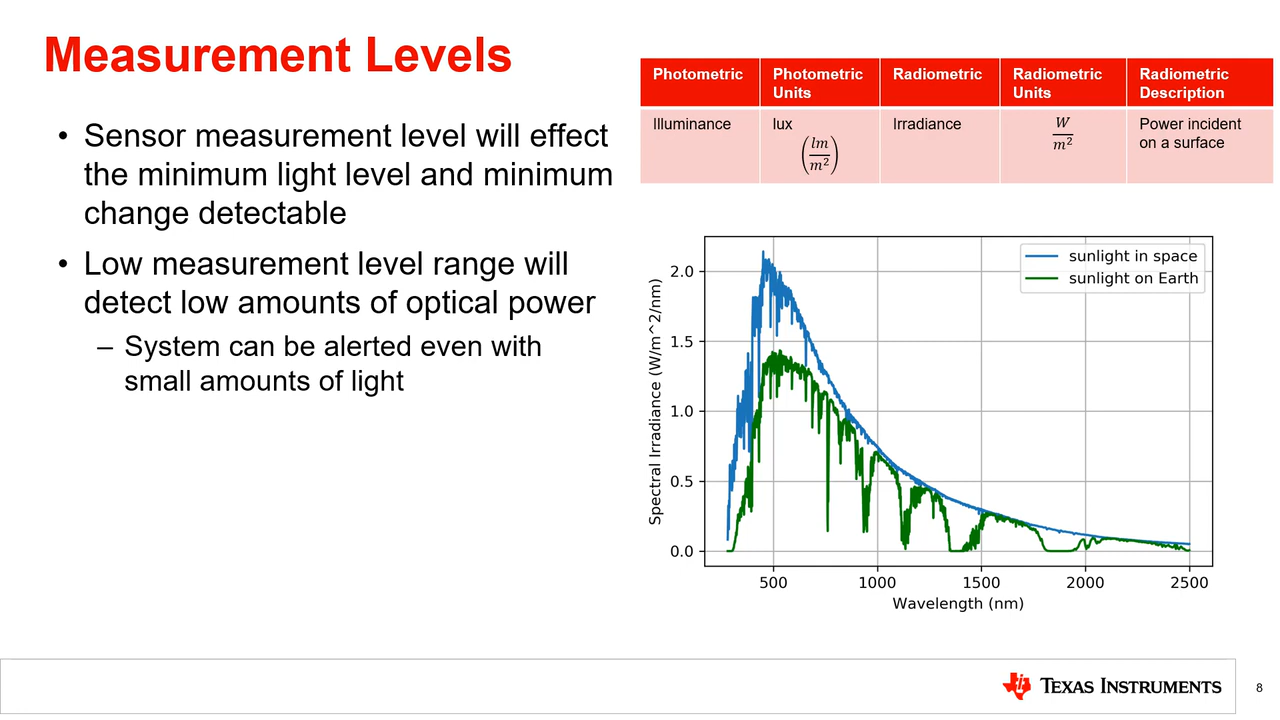 Measurement Levels
• Sensor measurement level will effect
the minimum light level and minimum
change detectable
• Low measurement level range will
detect low amounts of optical power
– System can be alerted even with
small amounts of light
Photometric
Photometric
Units
Radiometric
Radiometric
Units
Radiometric
Description
Illuminance
lux
(lm/m²)
Irradiance
W/m²
Power incident
on a surface
sunlight in space
sunlight on Earth
Spectral Irradiance (W/m^2/nm)
2.0
1.5
1.0
0.5
0.0
500 1000 1500 2000 2500
Wavelength (nm)
TEXAS INSTRUMENTS
8